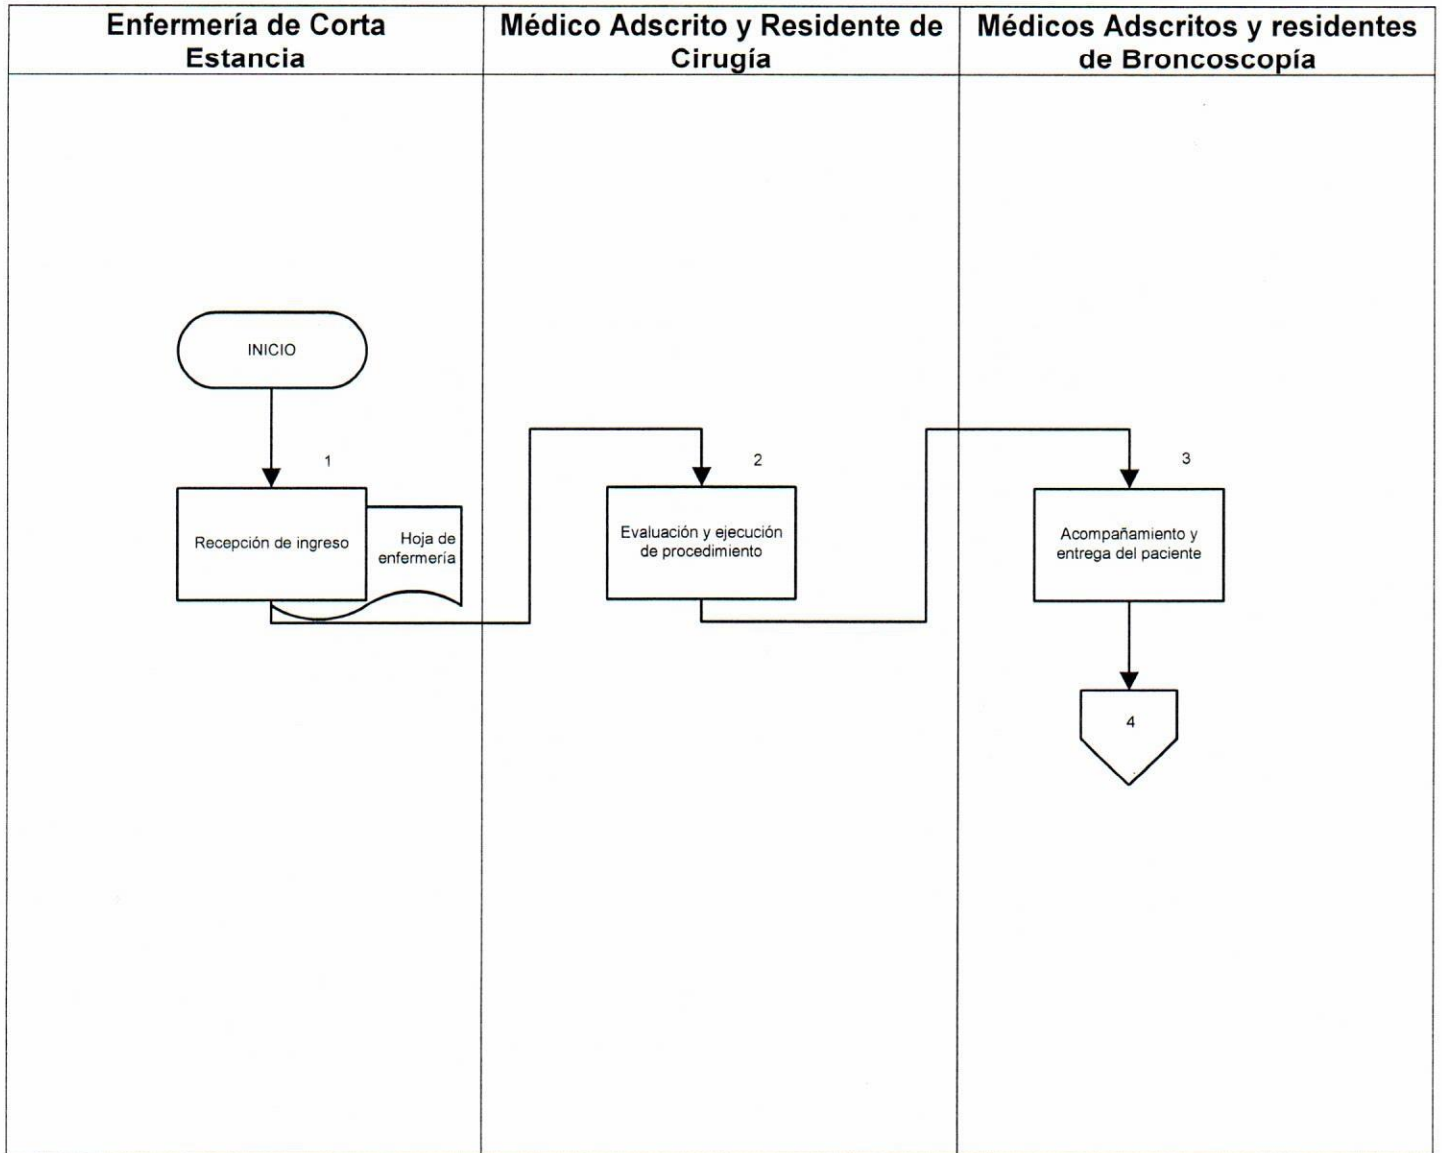 Enfermería de Corta
Estancia
Médico Adscrito y Residente de
Cirugía
Médicos Adscritos y residentes
de Broncoscopía
INICIO
1
Recepción de ingreso
Hoja de
enfermería
2
Evaluación y ejecución
de procedimiento
3
Acompañamiento y
entrega del paciente
4